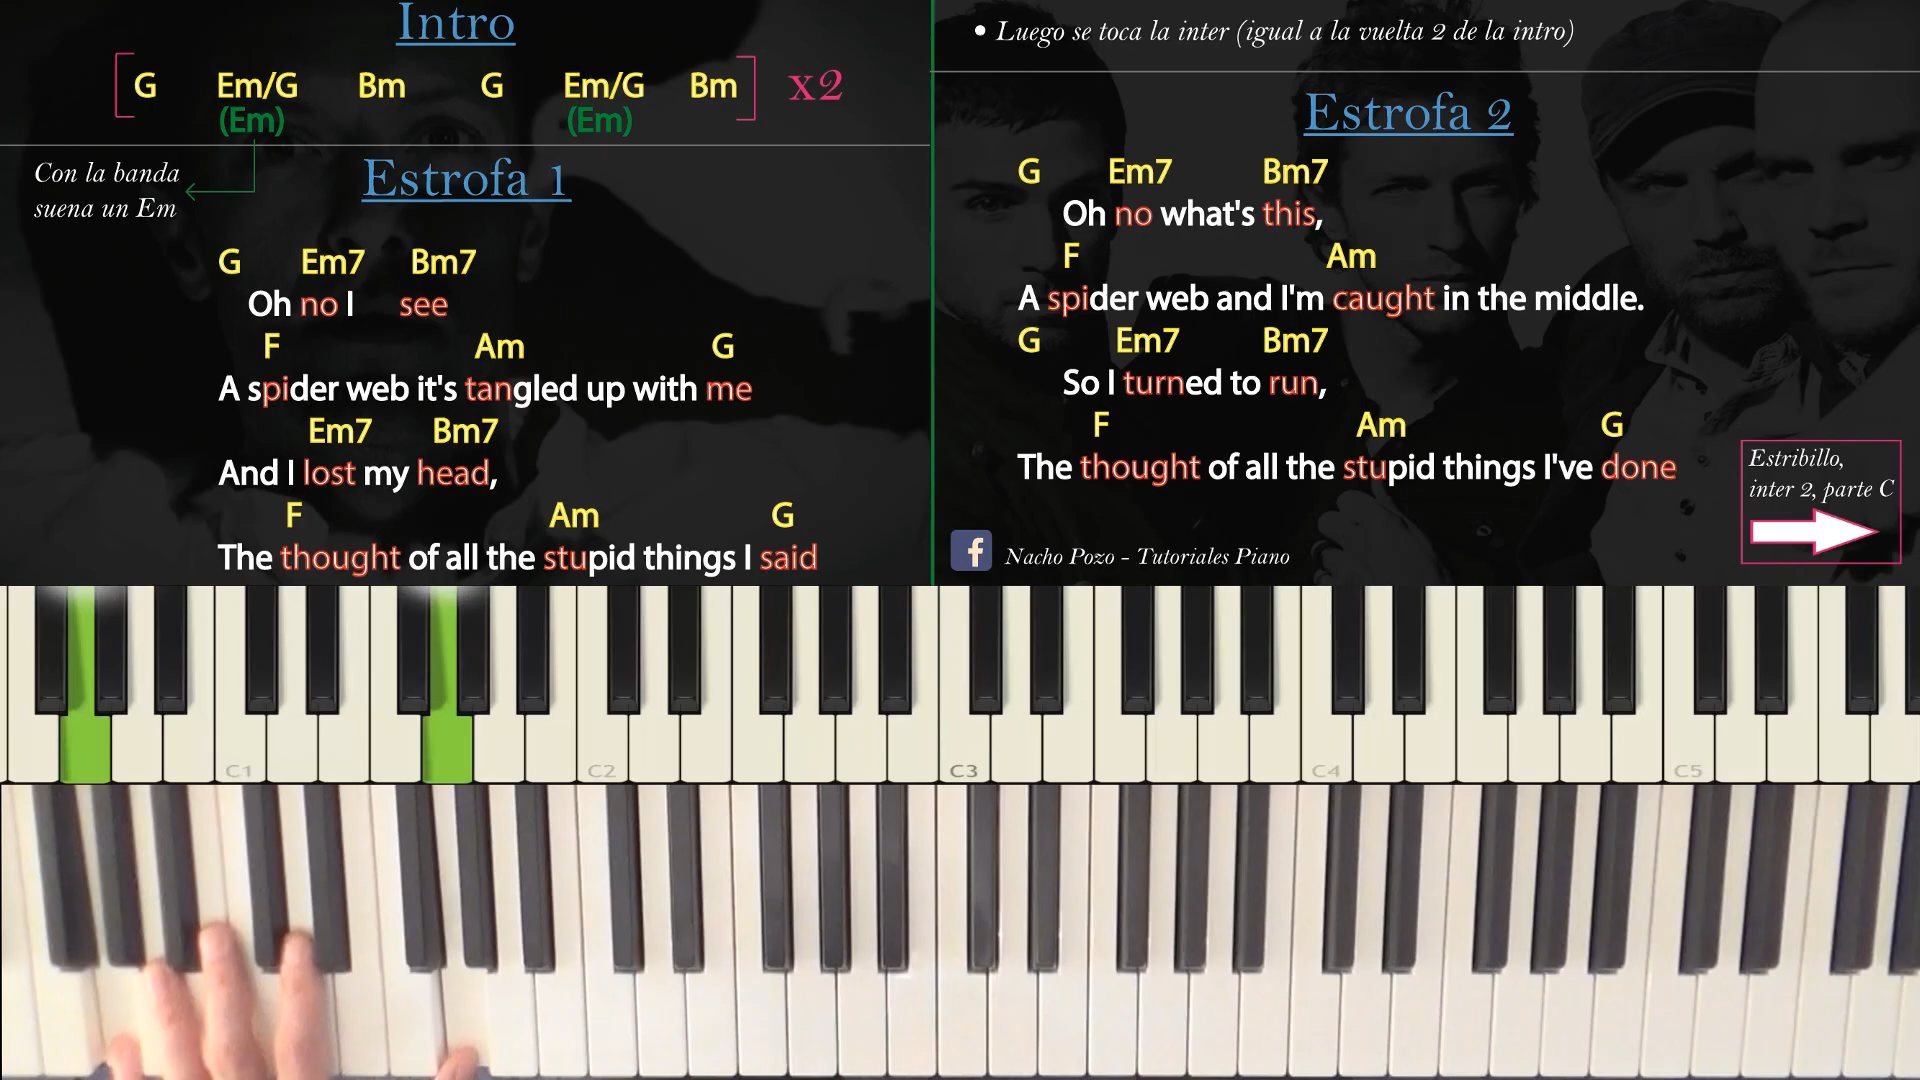 Intro
G Em/G Bm G Em/G Bm x2
(Em) (Em)
Con la banda
suena un Em
Estrofa 1
G Em7 Bm7
Oh no I see
F Am G
A spider web it's tangled up with me
Em7 Bm7
And I lost my head,
F Am G
The thought of all the stupid things I said
• Luego se toca la inter (igual a la vuelta 2 de la intro)
Estrofa 2
G Em7 Bm7
Oh no what's this,
F Am
A spider web and I'm caught in the middle.
G Em7 Bm7
So I turned to run,
F Am G
The thought of all the stupid things I've done
Estribillo,
inter 2, parte C
f Nacho Pozo - Tutoriales Piano
C1 C2 C3 C4 C5